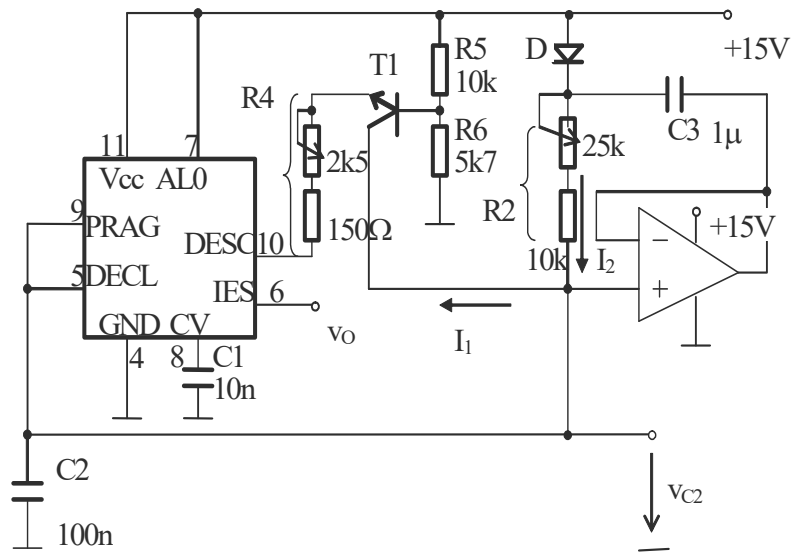 +15V
D
R5
10k
T1
R4
R6
5k7
C3 1μ
25k
2k5
11
7
Vcc AL0
9
PRAG
R2
+15V
150Ω
DESC 10
10k
I2
5 DECL
−
+
IES 6
vO
I1
GND CV
4
8
C1
10n
C2
100n
vC2